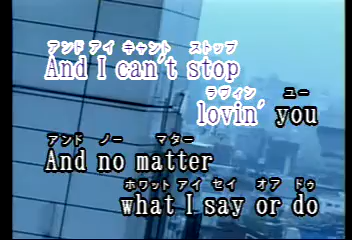 アンド アイ キャント ストップ
And I can't stop
ラヴィン ユー
lovin' you
アンド ノー マター
And no matter
ホワット アイ セイ オア ドゥ
what I say or do